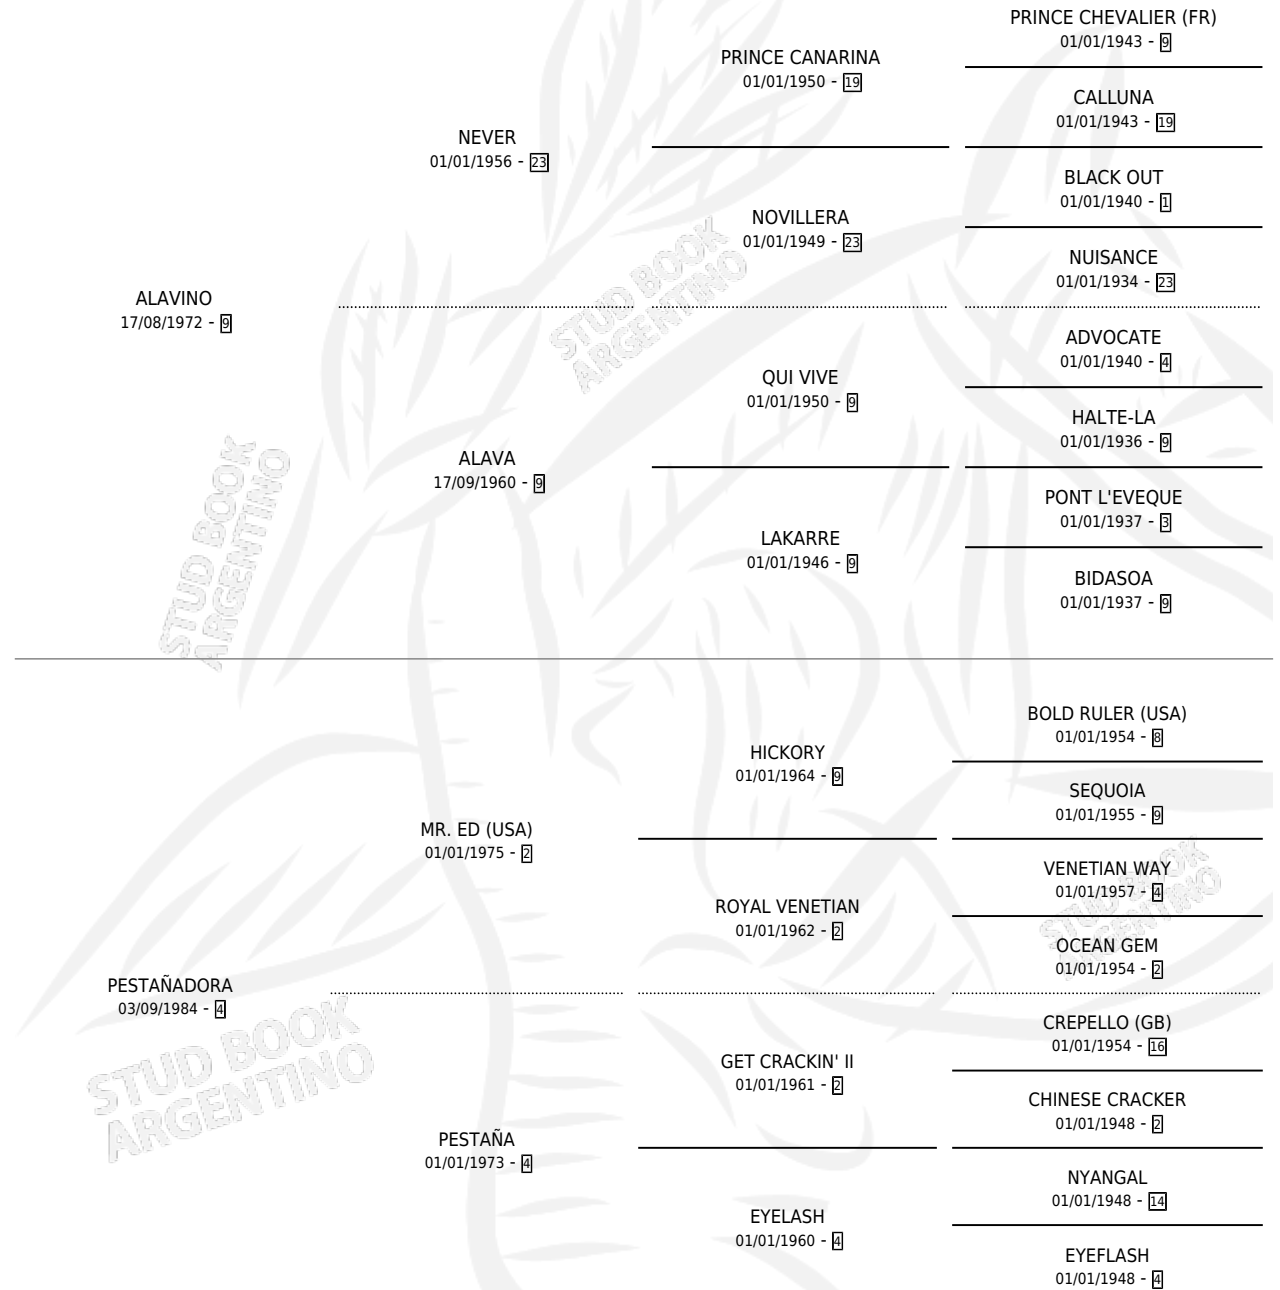 PRINCE CHEVALIER (FR)
01/01/1943 - 9
PRINCE CANARINA
01/01/1950 - 19
CALLUNA
01/01/1943 - 19
NEVER
01/01/1956 - 23
BLACK OUT
01/01/1940 - 1
NOVILLERA
01/01/1949 - 23
NUISANCE
01/01/1934 - 23
ALAVINO
17/08/1972 - 9
ADVOCATE
01/01/1940 - 4
QUI VIVE
01/01/1950 - 9
HALTE-LA
01/01/1936 - 9
ALAVA
17/09/1960 - 9
PONT L'EVEQUE
01/01/1937 - 3
LAKARRE
01/01/1946 - 9
BIDASOA
01/01/1937 - 9
STUD BOOK
ARGENTINO
STUD BOOK
ARGENTINO
BOLD RULER (USA)
01/01/1954 - 8
HICKORY
01/01/1964 - 9
SEQUOIA
01/01/1955 - 9
MR. ED (USA)
01/01/1975 - 2
VENETIAN WAY
01/01/1957 - 4
ROYAL VENETIAN
01/01/1962 - 2
OCEAN GEM
01/01/1954 - 2
STUD BOOK
ARGENTINO
PESTAÑADORA
03/09/1984 - 4
CREPELLO (GB)
01/01/1954 - 16
GET CRACKIN' II
01/01/1961 - 2
CHINESE CRACKER
01/01/1948 - 2
PESTAÑA
01/01/1973 - 4
NYANGAL
01/01/1948 - 14
EYELASH
01/01/1960 - 4
EYEFLASH
01/01/1948 - 4
STUD BOOK
ARGENTINO